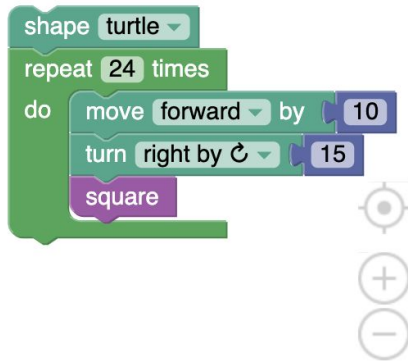 shape turtle
repeat 24 times
do move forward by 10
turn right by ↻ 15
square